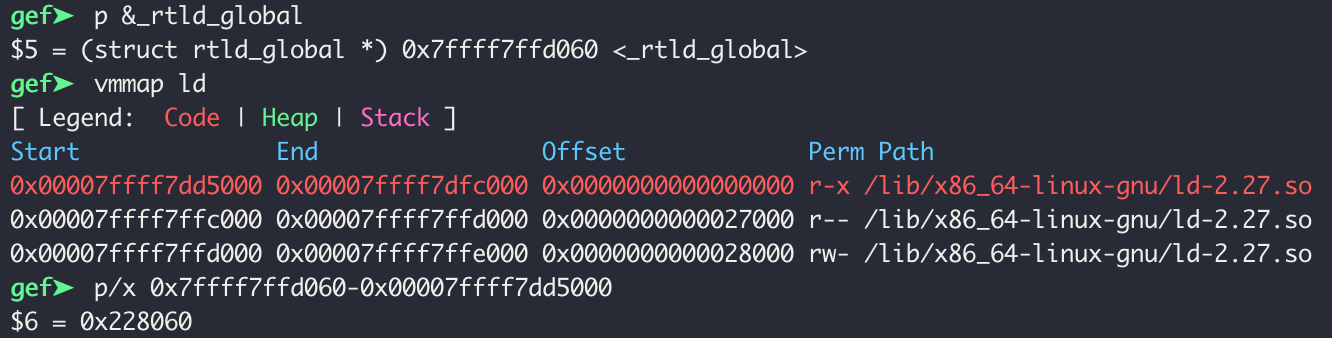 gef➤ p &_rtld_global
$5 = (struct rtld_global *) 0x7ffff7ffd060 <_rtld_global>
gef➤ vmmap ld
[ Legend: Code | Heap | Stack ]
Start End Offset Perm Path
0x00007ffff7dd5000 0x00007ffff7dfc000 0x0000000000000000 r-x /lib/x86_64-linux-gnu/ld-2.27.so
0x00007ffff7ffc000 0x00007ffff7ffd000 0x0000000000027000 r-- /lib/x86_64-linux-gnu/ld-2.27.so
0x00007ffff7ffd000 0x00007ffff7ffe000 0x0000000000028000 rw- /lib/x86_64-linux-gnu/ld-2.27.so
gef➤ p/x 0x7ffff7ffd060-0x00007ffff7dd5000
$6 = 0x228060